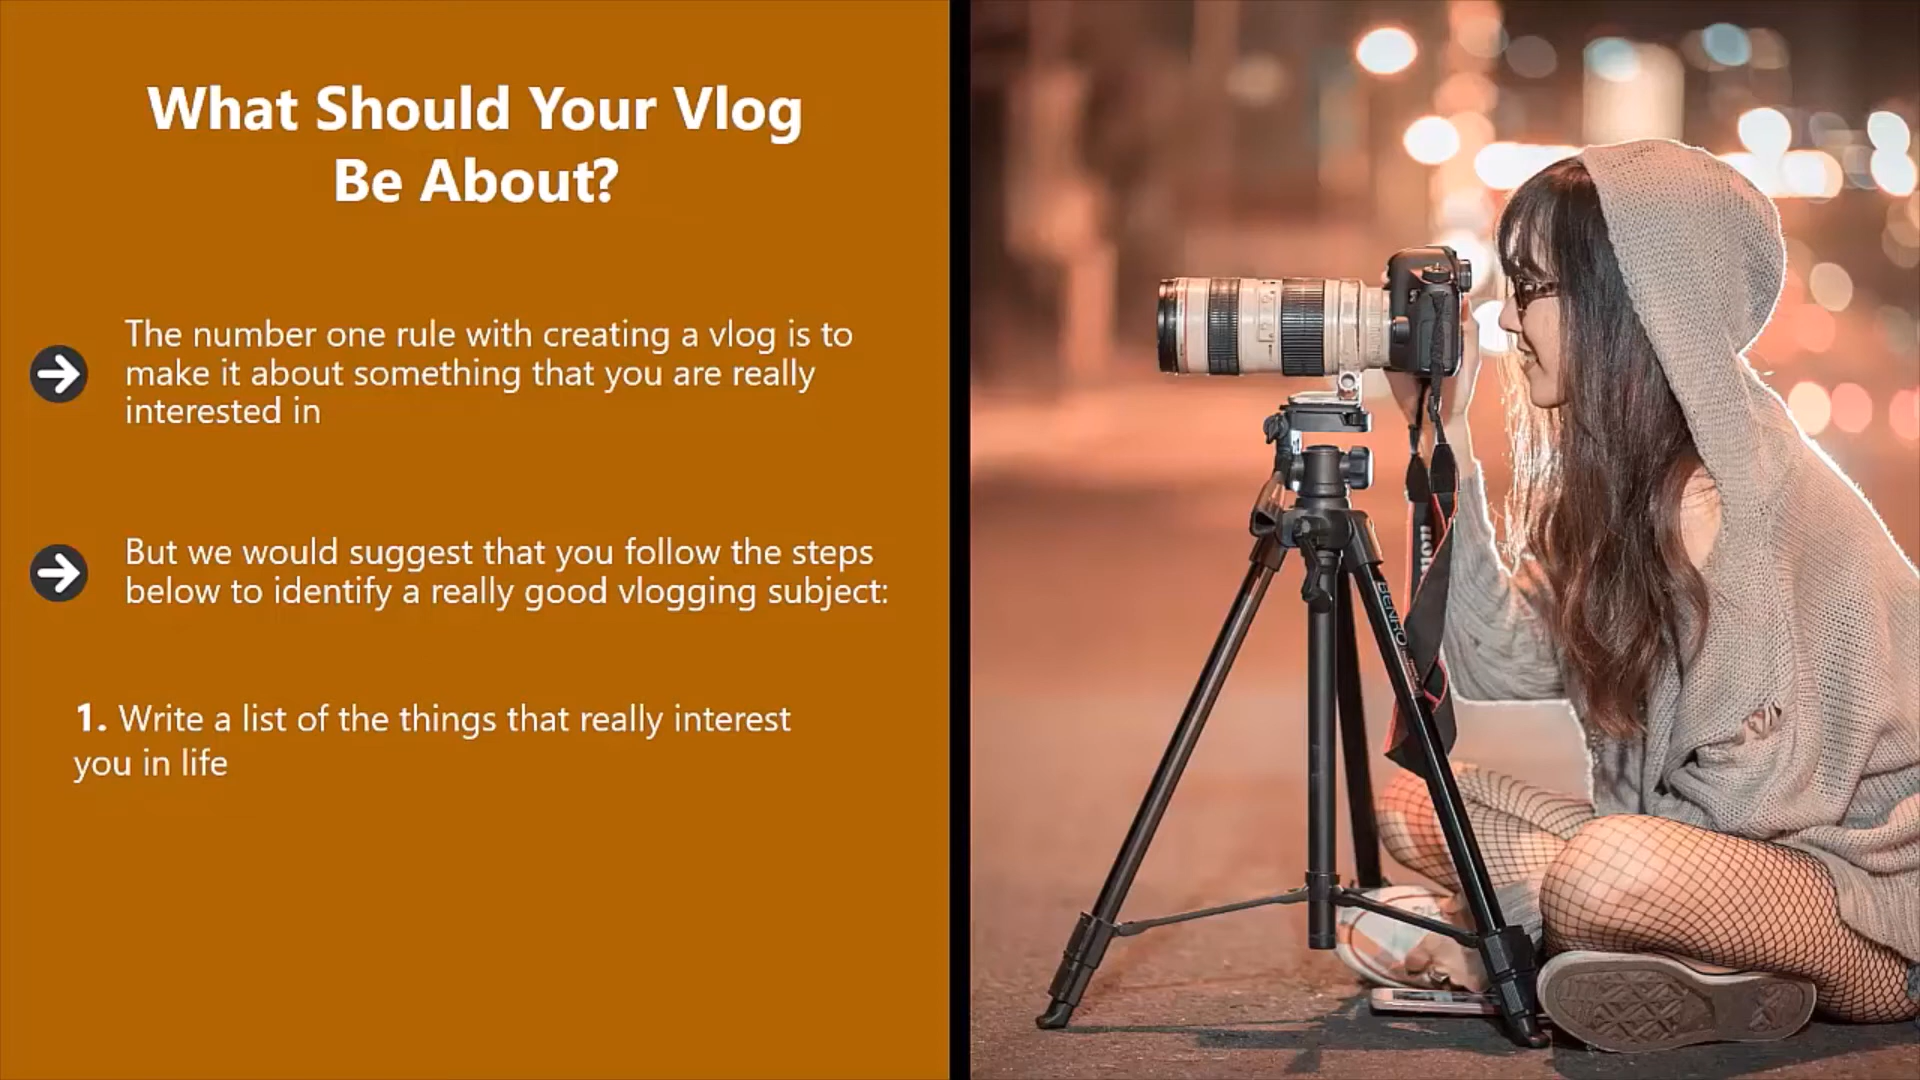 What Should Your Vlog
Be About?
The number one rule with creating a vlog is to
make it about something that you are really
interested in
But we would suggest that you follow the steps
below to identify a really good vlogging subject:
1. Write a list of the things that really interest
you in life
BENRO